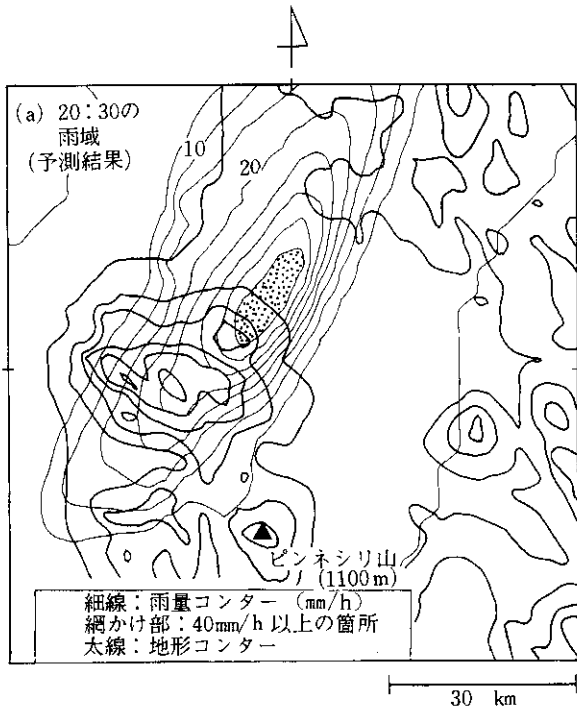 (a) 20:30の
雨域
(予測結果)
10
20
ピンネシリ山
(1100m)
細線:雨量コンター (mm/h)
網かけ部:40mm/h 以上の箇所
太線:地形コンター
30 km